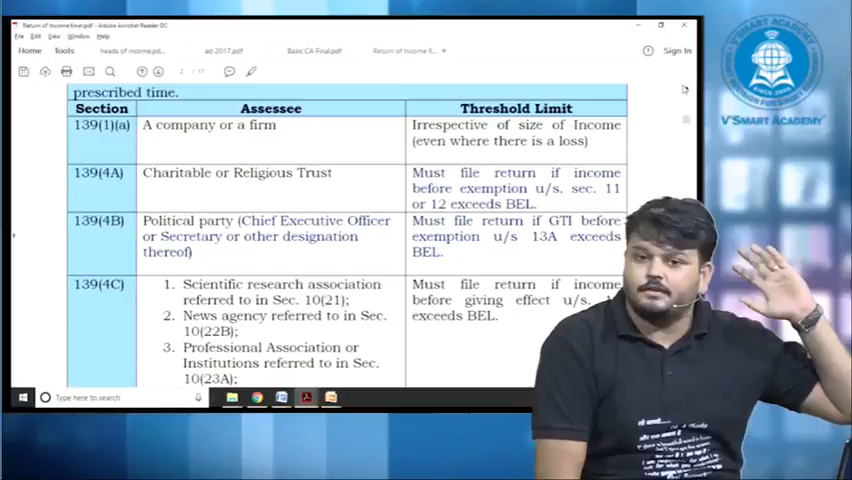 Return of Income final.pdf - Adobe Acrobat Reader DC
File Edit View Window Help
Home Tools heads of income.pd... ad 2017.pdf Basic CA Final.pdf Return of Income fi... × Sign In
2 / 17
prescribed time.
Section Assessee Threshold Limit
139(1)(a) A company or a firm Irrespective of size of Income
(even where there is a loss)
139(4A) Charitable or Religious Trust Must file return if income
before exemption u/s. sec. 11
or 12 exceeds BEL.
139(4B) Political party (Chief Executive Officer Must file return if GTI before
or Secretary or other designation exemption u/s 13A exceeds
thereof) BEL.
139(4C) 1. Scientific research association Must file return if income
referred to in Sec. 10(21); before giving effect u/s.
2. News agency referred to in Sec. exceeds BEL.
10(22B);
3. Professional Association or
Institutions referred to in Sec.
10(23A);
Type here to search
V'SMART ACADEMY